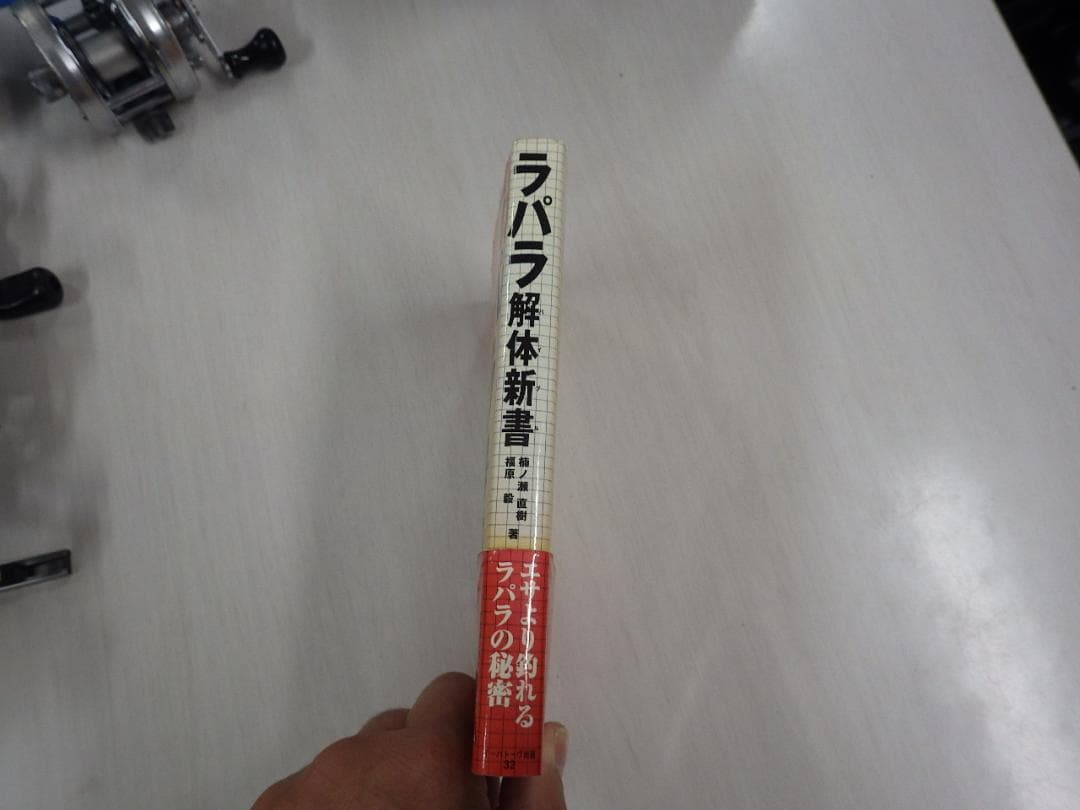 ラパラ解体新書
楠ノ瀬 直樹
福原 毅
著
エサより釣れる
ラパラの秘密
32